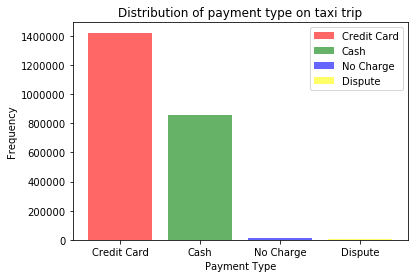 Distribution of payment type on taxi trip
Credit Card
Cash
No Charge
Dispute
1400000
1200000
1000000
800000
600000
400000
200000
0
Frequency
Credit Card Cash No Charge Dispute
Payment Type